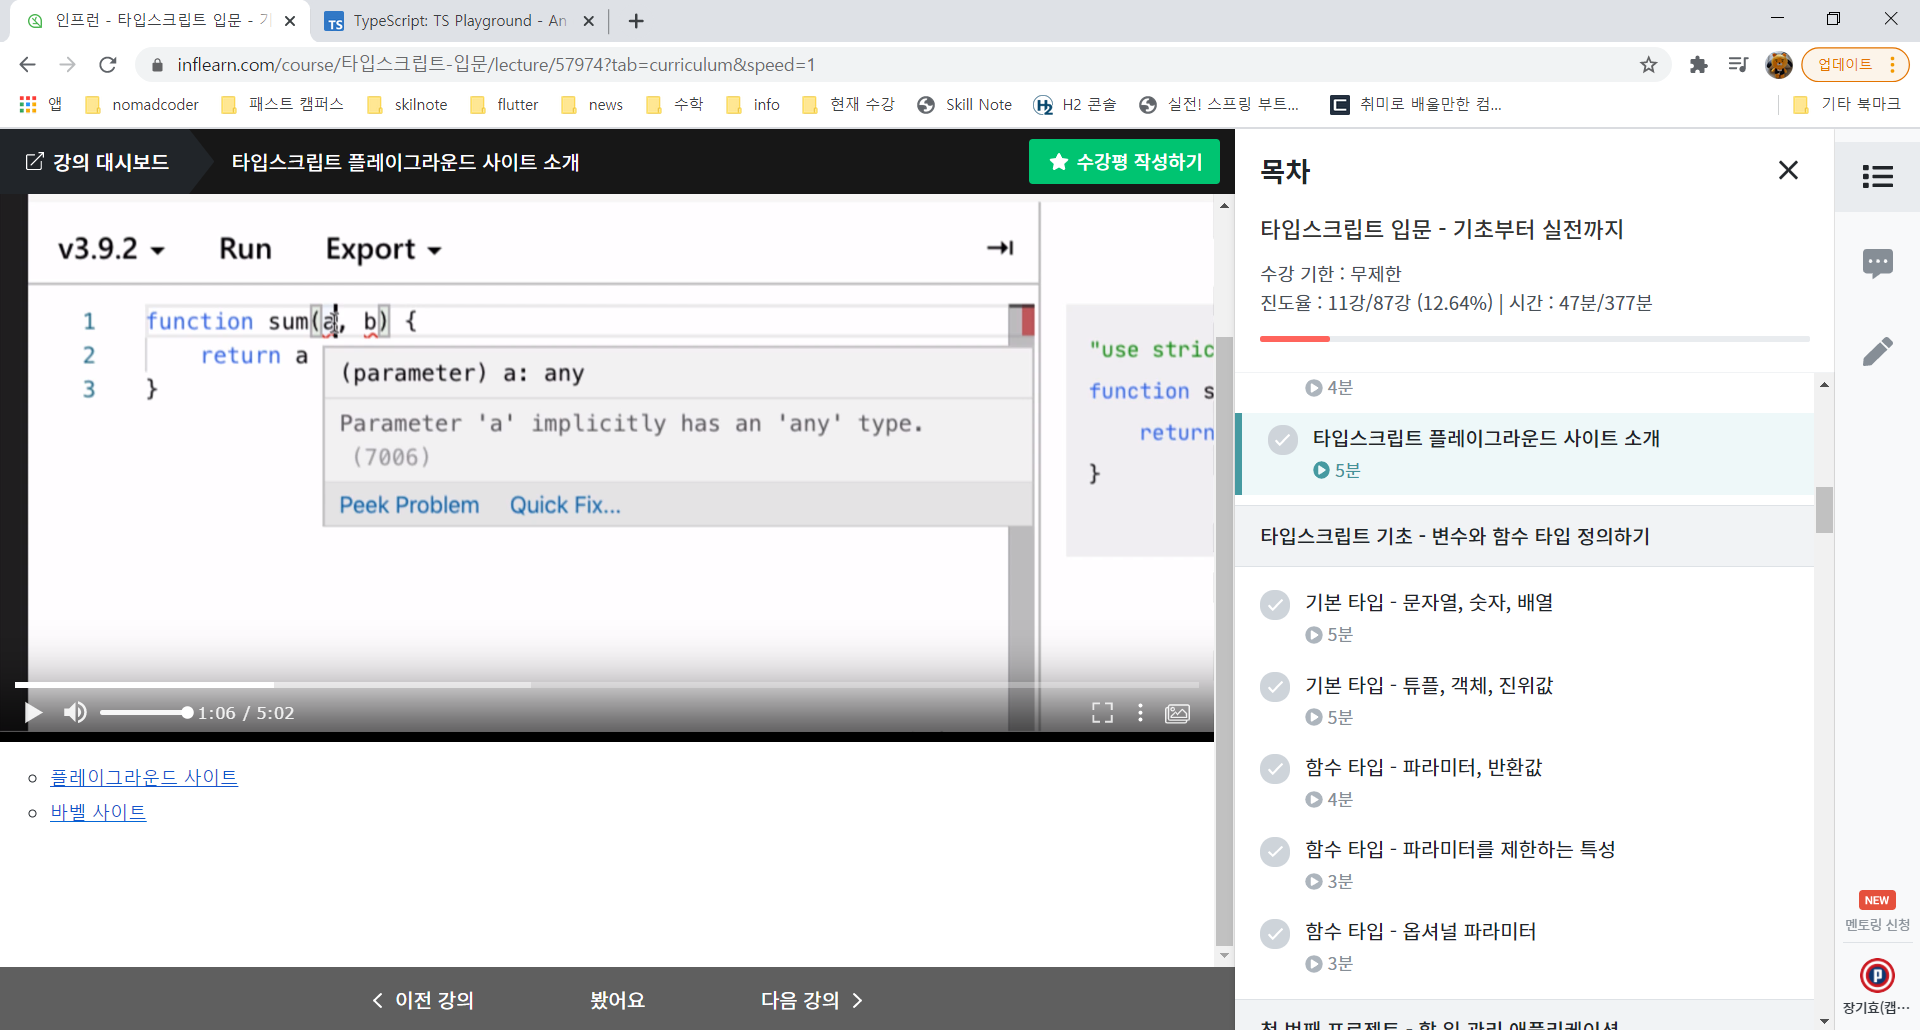 인프런 - 타입스크립트 입문 - 기
TypeScript: TS Playground - An
inflearn.com/course/타입스크립트-입문/lecture/57974?tab=curriculum&speed=1
업데이트
앱
nomadcoder
패스트 캠퍼스
skilnote
flutter
news
수학
info
현재 수강
Skill Note
H2 콘솔
실전! 스프링 부트...
취미로 배울만한 컴...
기타 북마크
강의 대시보드
타입스크립트 플레이그라운드 사이트 소개
수강평 작성하기
v3.9.2
Run
Export
1 function sum(a, b) {
2 return a
3 }
(parameter) a: any
Parameter 'a' implicitly has an 'any' type.
(7006)
Peek Problem Quick Fix...
"use stric
function s
return
}
1:06 / 5:02
플레이그라운드 사이트
바벨 사이트
이전 강의
봤어요
다음 강의
목차
타입스크립트 입문 - 기초부터 실전까지
수강 기한 : 무제한
진도율 : 11강/87강 (12.64%) | 시간 : 47분/377분
4분
타입스크립트 플레이그라운드 사이트 소개
5분
타입스크립트 기초 - 변수와 함수 타입 정의하기
기본 타입 - 문자열, 숫자, 배열
5분
기본 타입 - 튜플, 객체, 진위값
5분
함수 타입 - 파라미터, 반환값
4분
함수 타입 - 파라미터를 제한하는 특성
3분
함수 타입 - 옵셔널 파라미터
3분
첫 번째 프로젝트 - 할 일 관리 애플리케이션
NEW
멘토링 신청
장기효(캡...